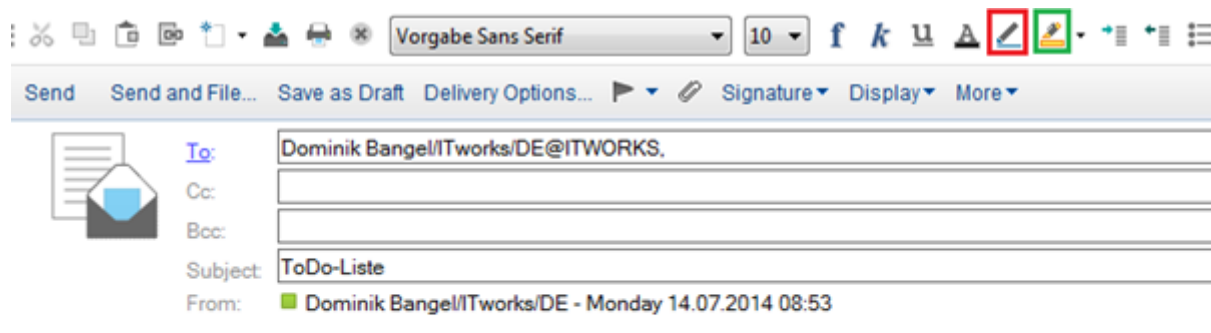 Vorgabe Sans Serif 10 f k u A
Send Send and File... Save as Draft Delivery Options... Signature Display More
To: Dominik Bangel/ITworks/DE@ITWORKS,
Cc:
Bcc:
Subject: ToDo-Liste
From: Dominik Bangel/ITworks/DE - Monday 14.07.2014 08:53